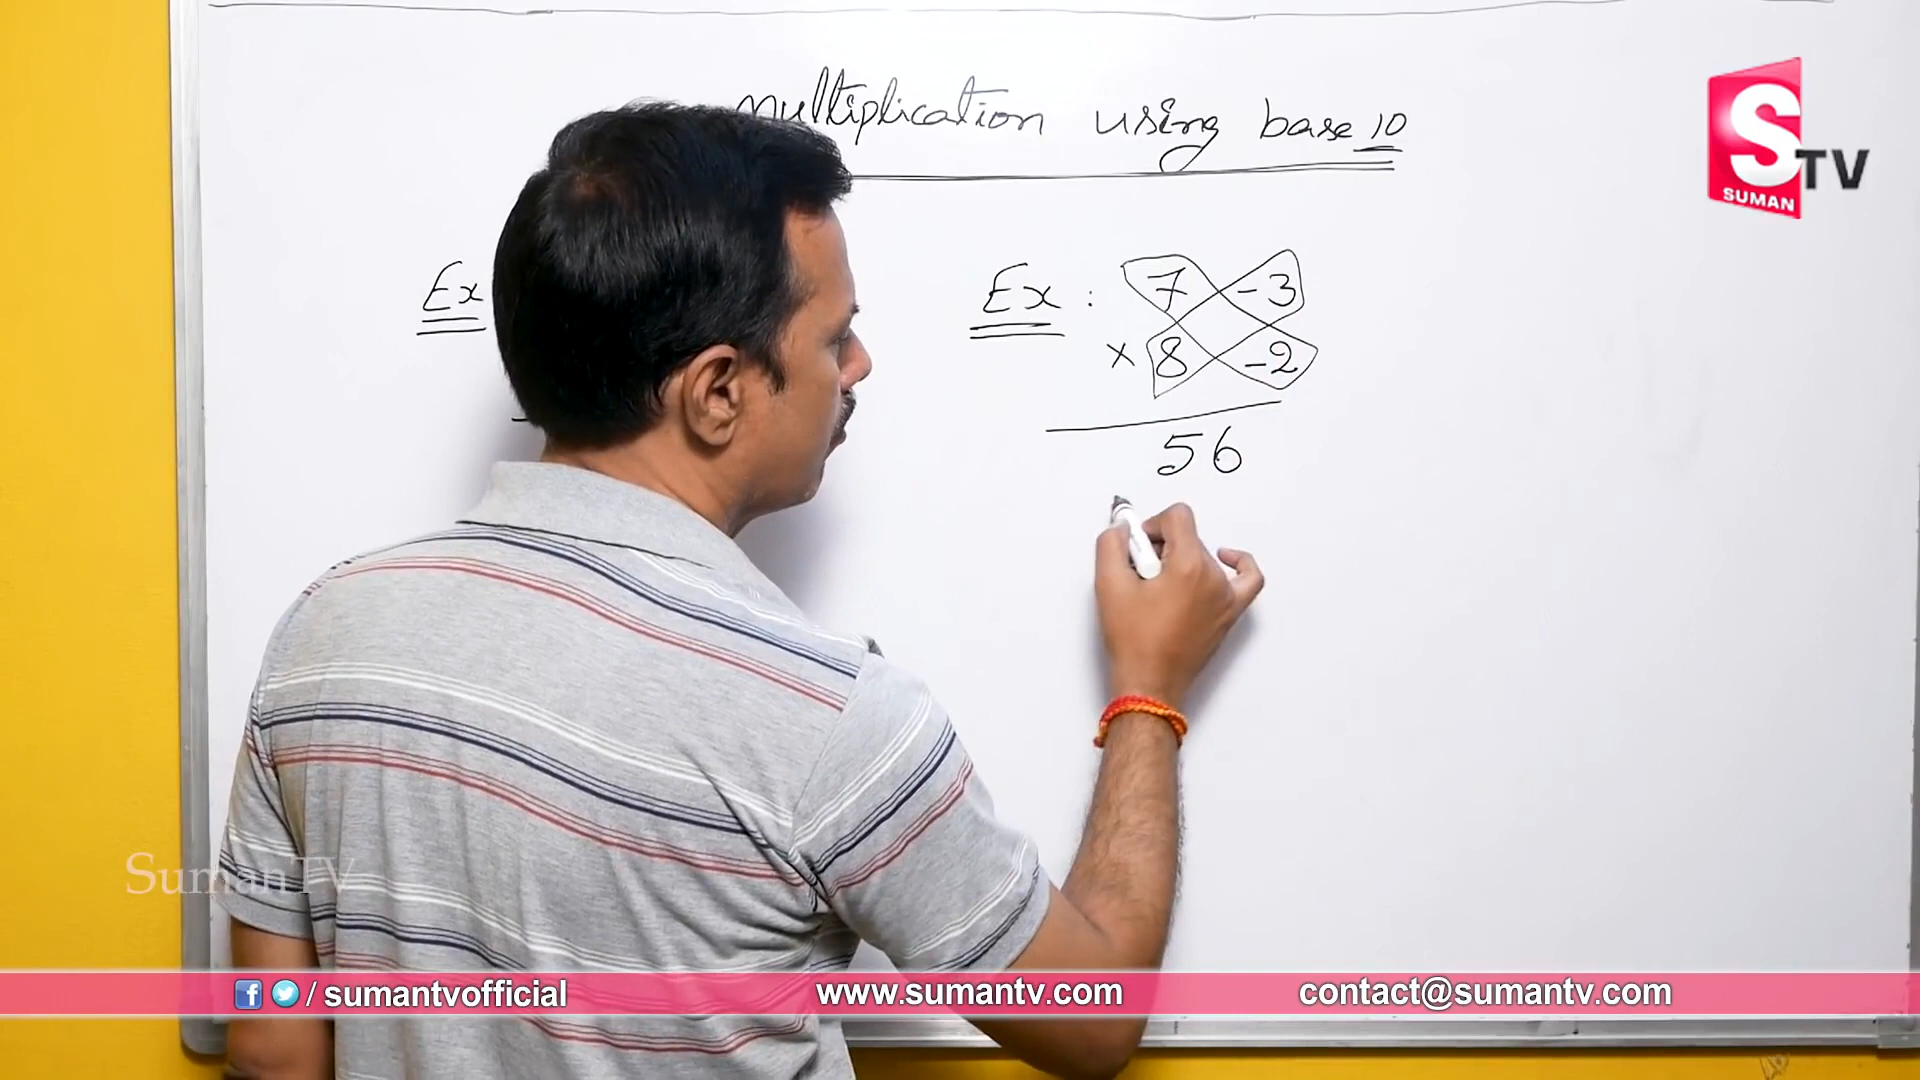 multiplication using base 10
S TV
SUMAN
Ex
Ex : 7 -3
× 8 -2
56
SumanTV
/ sumantvofficial
www.sumantv.com
contact@sumantv.com